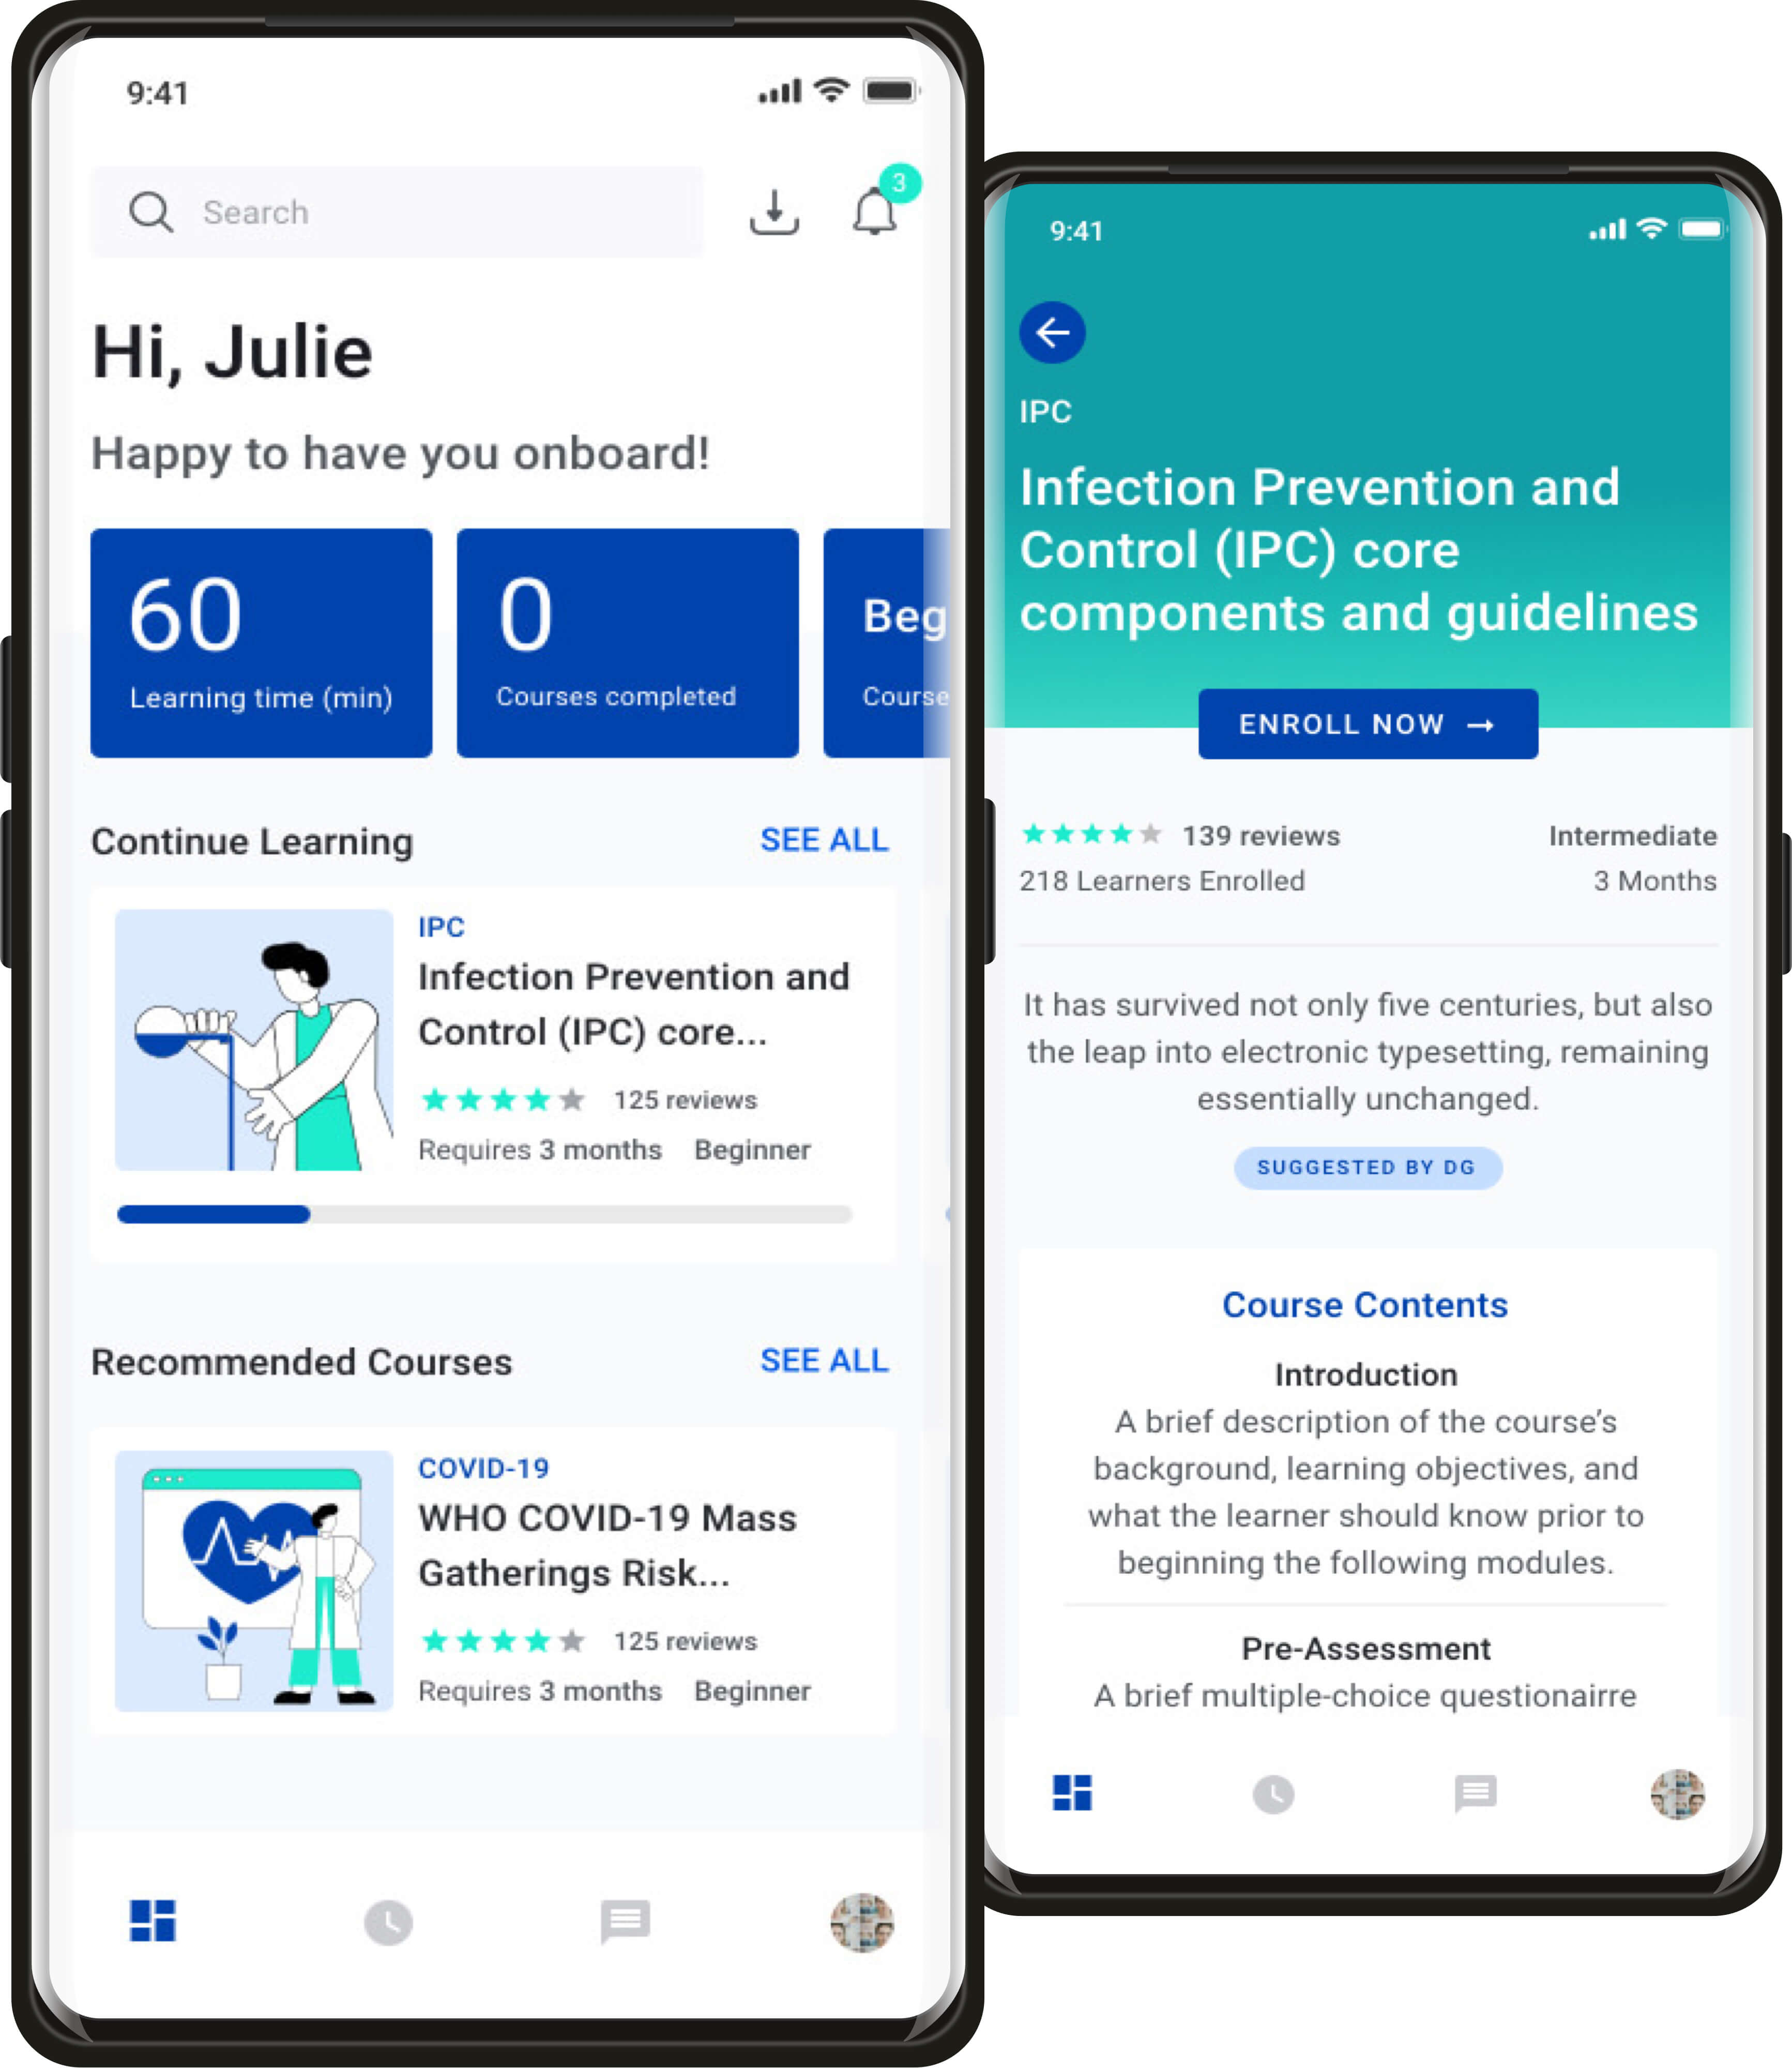 9:41
Search
3
Hi, Julie
Happy to have you onboard!
60
Learning time (min)
0
Courses completed
Beg
Course
Continue Learning
SEE ALL
IPC
Infection Prevention and
Control (IPC) core...
125 reviews
Requires 3 months Beginner
Recommended Courses
SEE ALL
COVID-19
WHO COVID-19 Mass
Gatherings Risk...
125 reviews
Requires 3 months Beginner
9:41
IPC
Infection Prevention and
Control (IPC) core
components and guidelines
ENROLL NOW →
139 reviews Intermediate
218 Learners Enrolled 3 Months
It has survived not only five centuries, but also
the leap into electronic typesetting, remaining
essentially unchanged.
SUGGESTED BY DG
Course Contents
Introduction
A brief description of the course’s
background, learning objectives, and
what the learner should know prior to
beginning the following modules.
Pre-Assessment
A brief multiple-choice questionairre